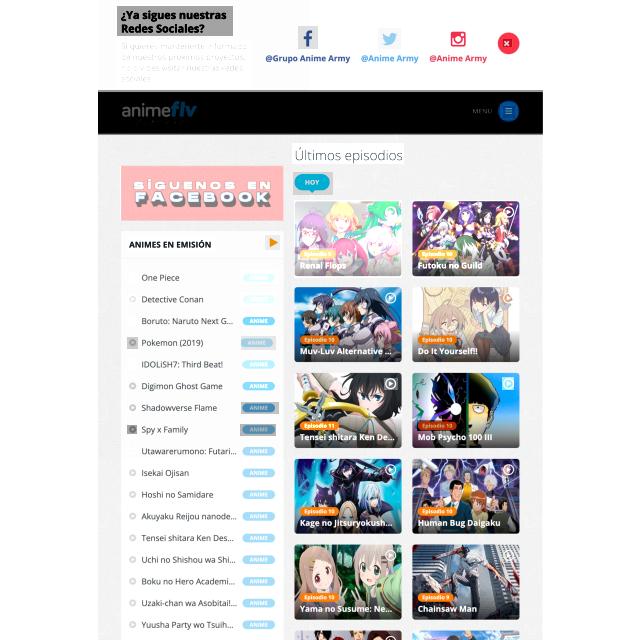 ¿Ya sigues nuestras
Redes Sociales?
Si quieres mantenerte informado
de nuestros proximos proyectos,
no olvides visitar nuestras redes
sociales
@Grupo Anime Army
@Anime Army
@Anime Army
animeflv
MENU
SÍGUENOS EN
FACEBOOK
ANIMES EN EMISIÓN
One Piece
Detective Conan
Boruto: Naruto Next G... ANIME
Pokemon (2019) ANIME
IDOLiSH7: Third Beat! ANIME
Digimon Ghost Game ANIME
Shadowverse Flame ANIME
Spy x Family ANIME
Utawarerumono: Futari... ANIME
Isekai Ojisan ANIME
Hoshi no Samidare ANIME
Akuyaku Reijou nanode... ANIME
Tensei shitara Ken Des... ANIME
Uchi no Shishou wa Shi... ANIME
Boku no Hero Academi... ANIME
Uzaki-chan wa Asobitai!... ANIME
Yuusha Party wo Tsuih... ANIME
Últimos episodios
HOY
Renai Flops
Futoku no Guild
Episodio 10
Muv-Luv Alternative ...
Episodio 10
Do It Yourself!!
Episodio 11
Tensei shitara Ken De...
Episodio 10
Mob Psycho 100 III
Episodio 10
Kage no Jitsuryokush...
Episodio 10
Human Bug Daigaku
Episodio 10
Yama no Susume: Ne...
Episodio 9
Chainsaw Man